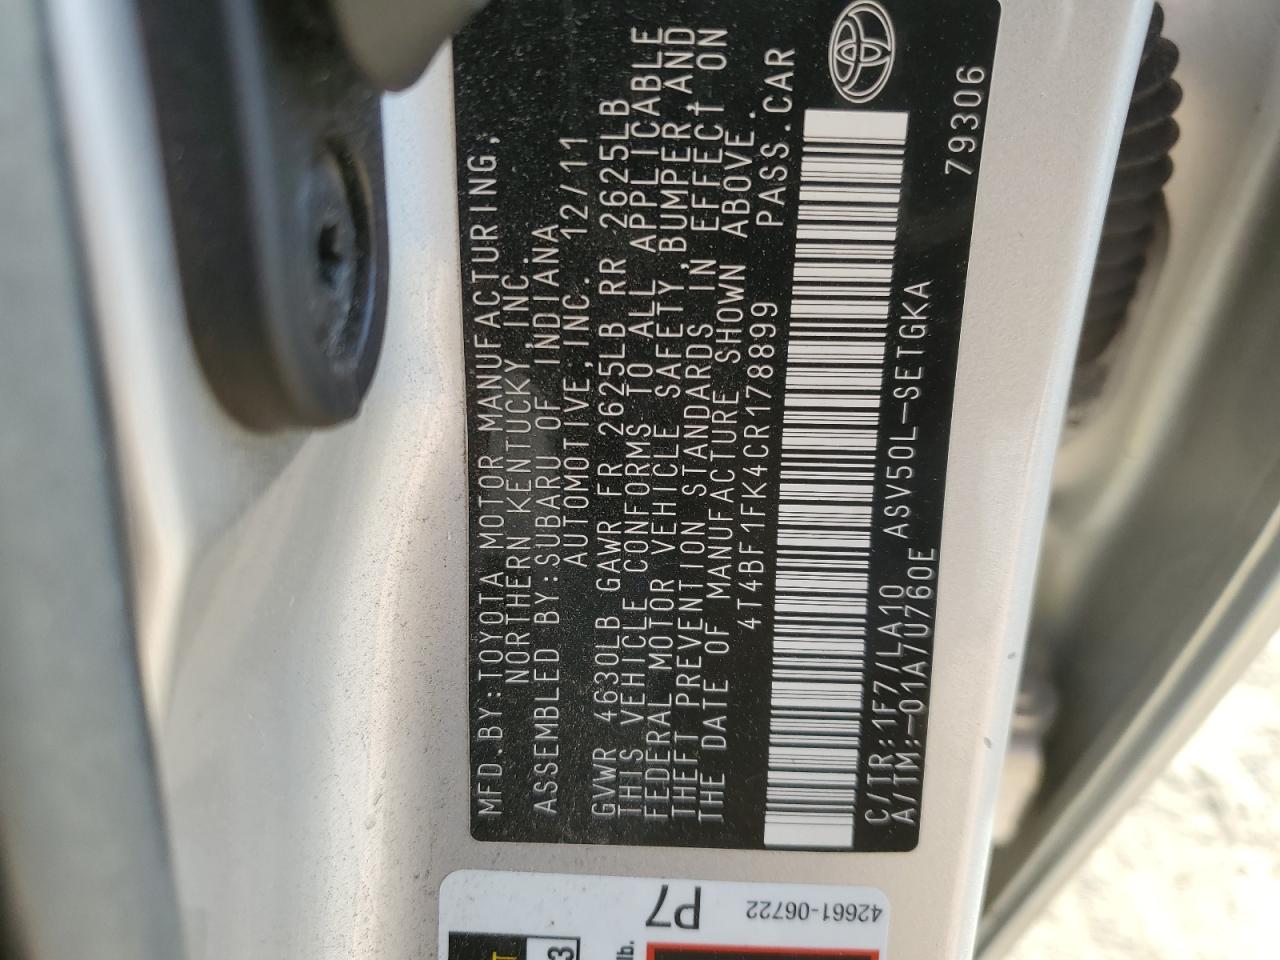 MFD.BY:TOYOTA MOTOR MANUFACTURING,
NORTHERN KENTUCKY,INC.
ASSEMBLED BY:SUBARU OF INDIANA
AUTOMOTIVE,INC. 12/11
GVWR 4630LB GAWR FR 2625LB RR 2625LB
THIS VEHICLE CONFORMS TO ALL APPLICABLE
FEDERAL MOTOR VEHICLE SAFETY,BUMPER,AND
THEFT PREVENTION STANDARDS IN EFFECT ON
THE DATE OF MANUFACTURE SHOWN ABOVE.
4T4BF1FK4CR178899 PASS.CAR
C/TR:1F7/LA10 ASV50L-SETGKA
A/TM:-01A/U760E 79306
P7
42661-06722
lb.
3